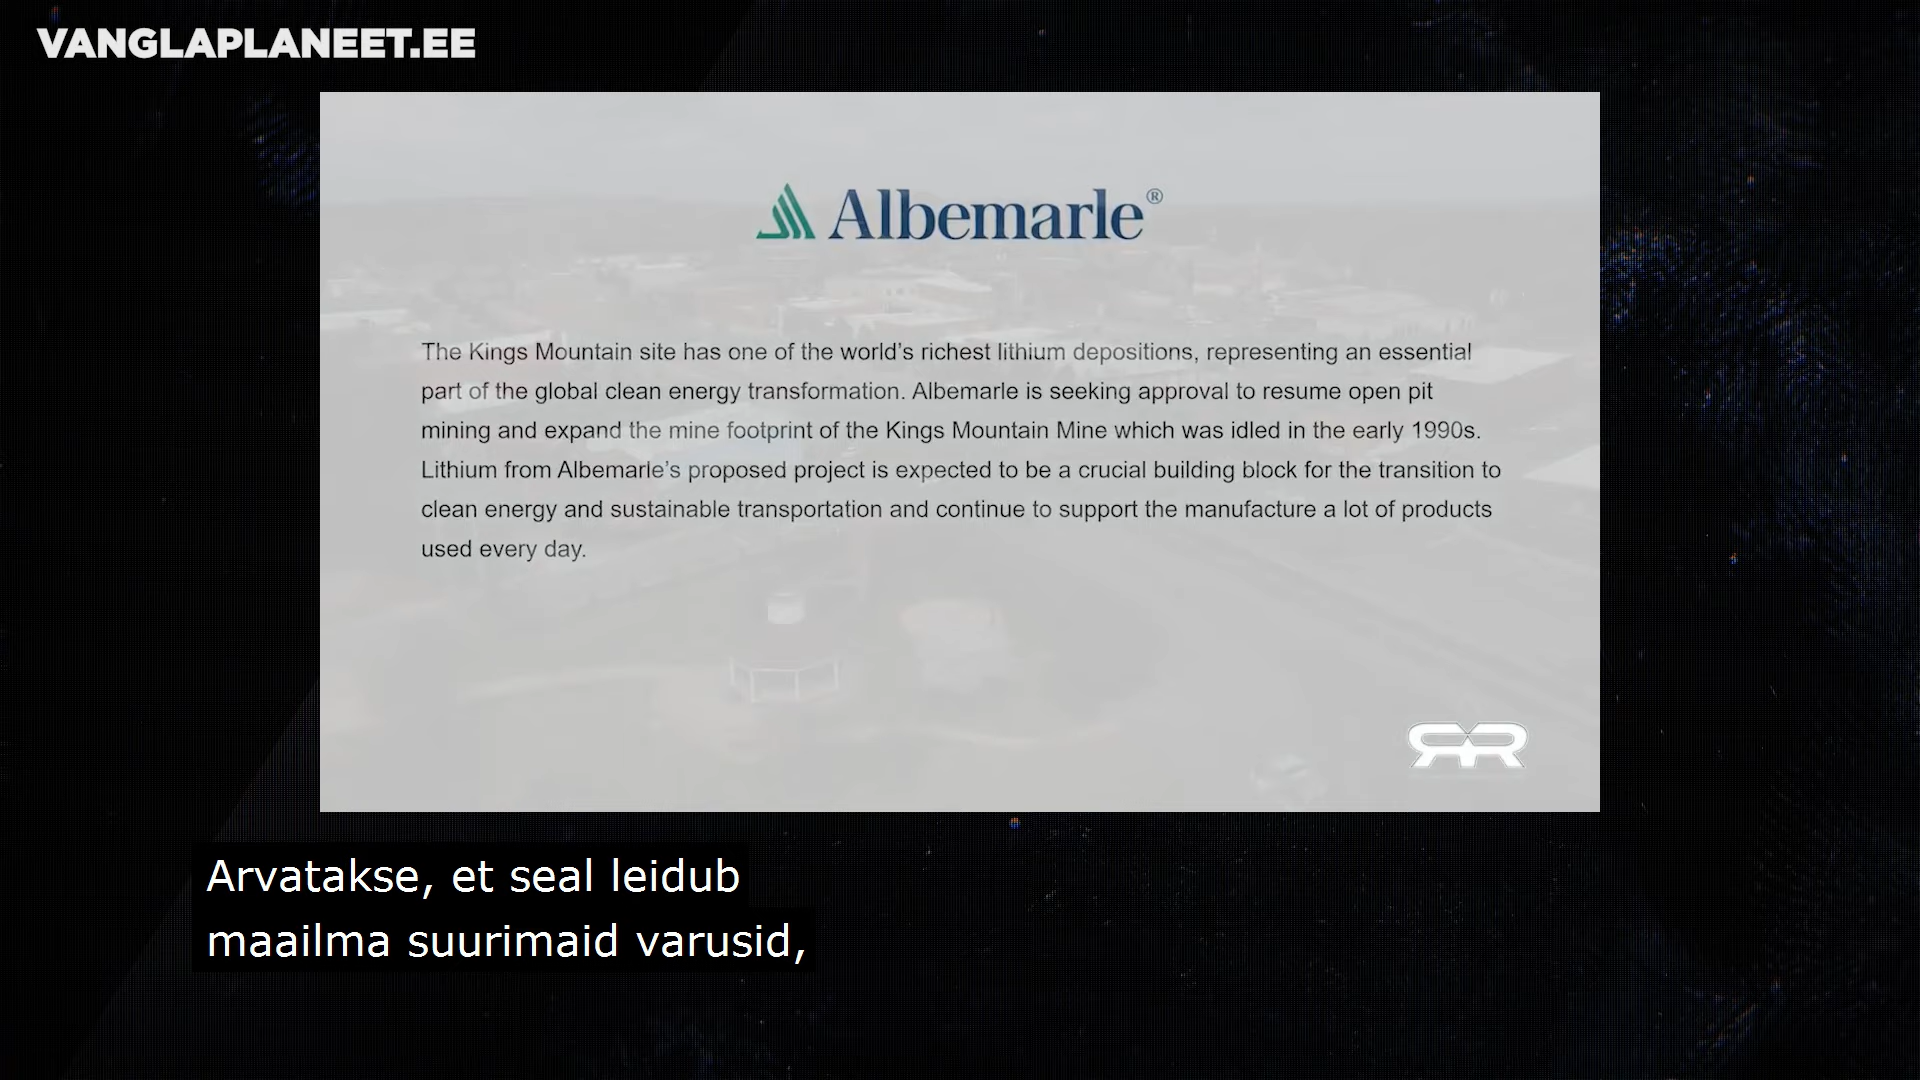 VANGLAPLANEET.EE
Albemarle®
The Kings Mountain site has one of the world’s richest lithium depositions, representing an essential
part of the global clean energy transformation. Albemarle is seeking approval to resume open pit
mining and expand the mine footprint of the Kings Mountain Mine which was idled in the early 1990s.
Lithium from Albemarle’s proposed project is expected to be a crucial building block for the transition to
clean energy and sustainable transportation and continue to support the manufacture a lot of products
used every day.
RR
Arvatakse, et seal leidub
maailma suurimaid varusid,